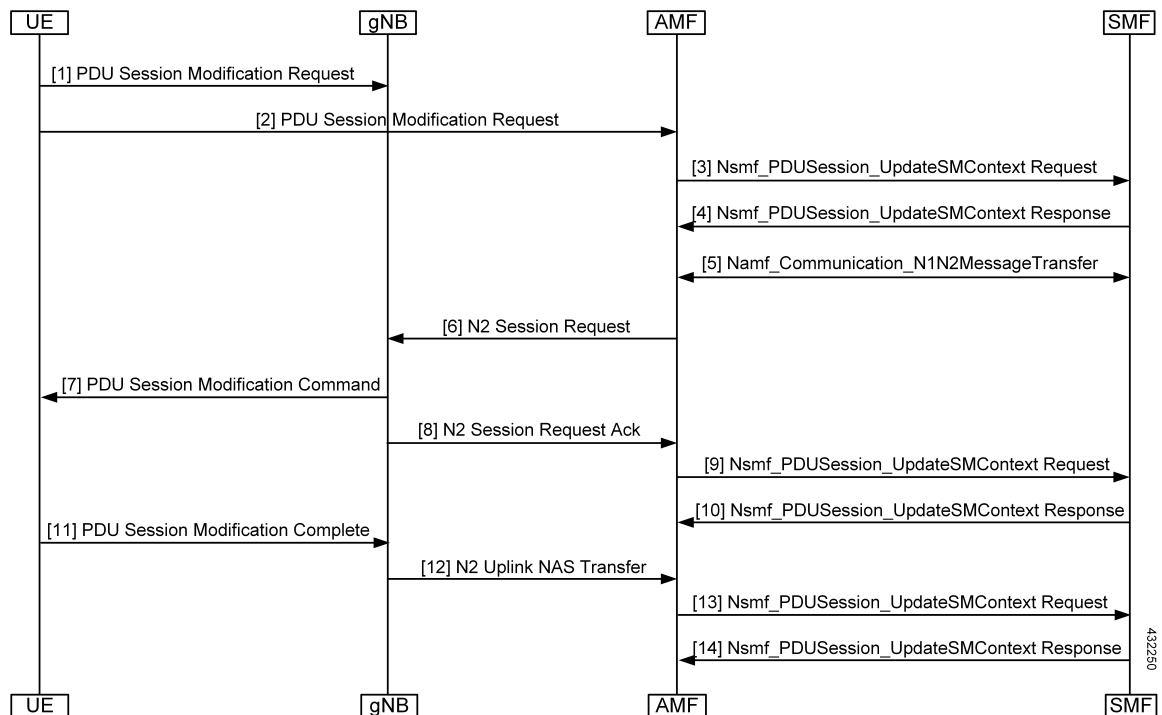 UE gNB AMF SMF
[1] PDU Session Modification Request
[2] PDU Session Modification Request
[3] Nsmf_PDUSession_UpdateSMContext Request
[4] Nsmf_PDUSession_UpdateSMContext Response
[5] Namf_Communication_N1N2MessageTransfer
[6] N2 Session Request
[7] PDU Session Modification Command
[8] N2 Session Request Ack
[9] Nsmf_PDUSession_UpdateSMContext Request
[10] Nsmf_PDUSession_UpdateSMContext Response
[11] PDU Session Modification Complete
[12] N2 Uplink NAS Transfer
[13] Nsmf_PDUSession_UpdateSMContext Request
[14] Nsmf_PDUSession_UpdateSMContext Response
432250
UE gNB AMF SMF